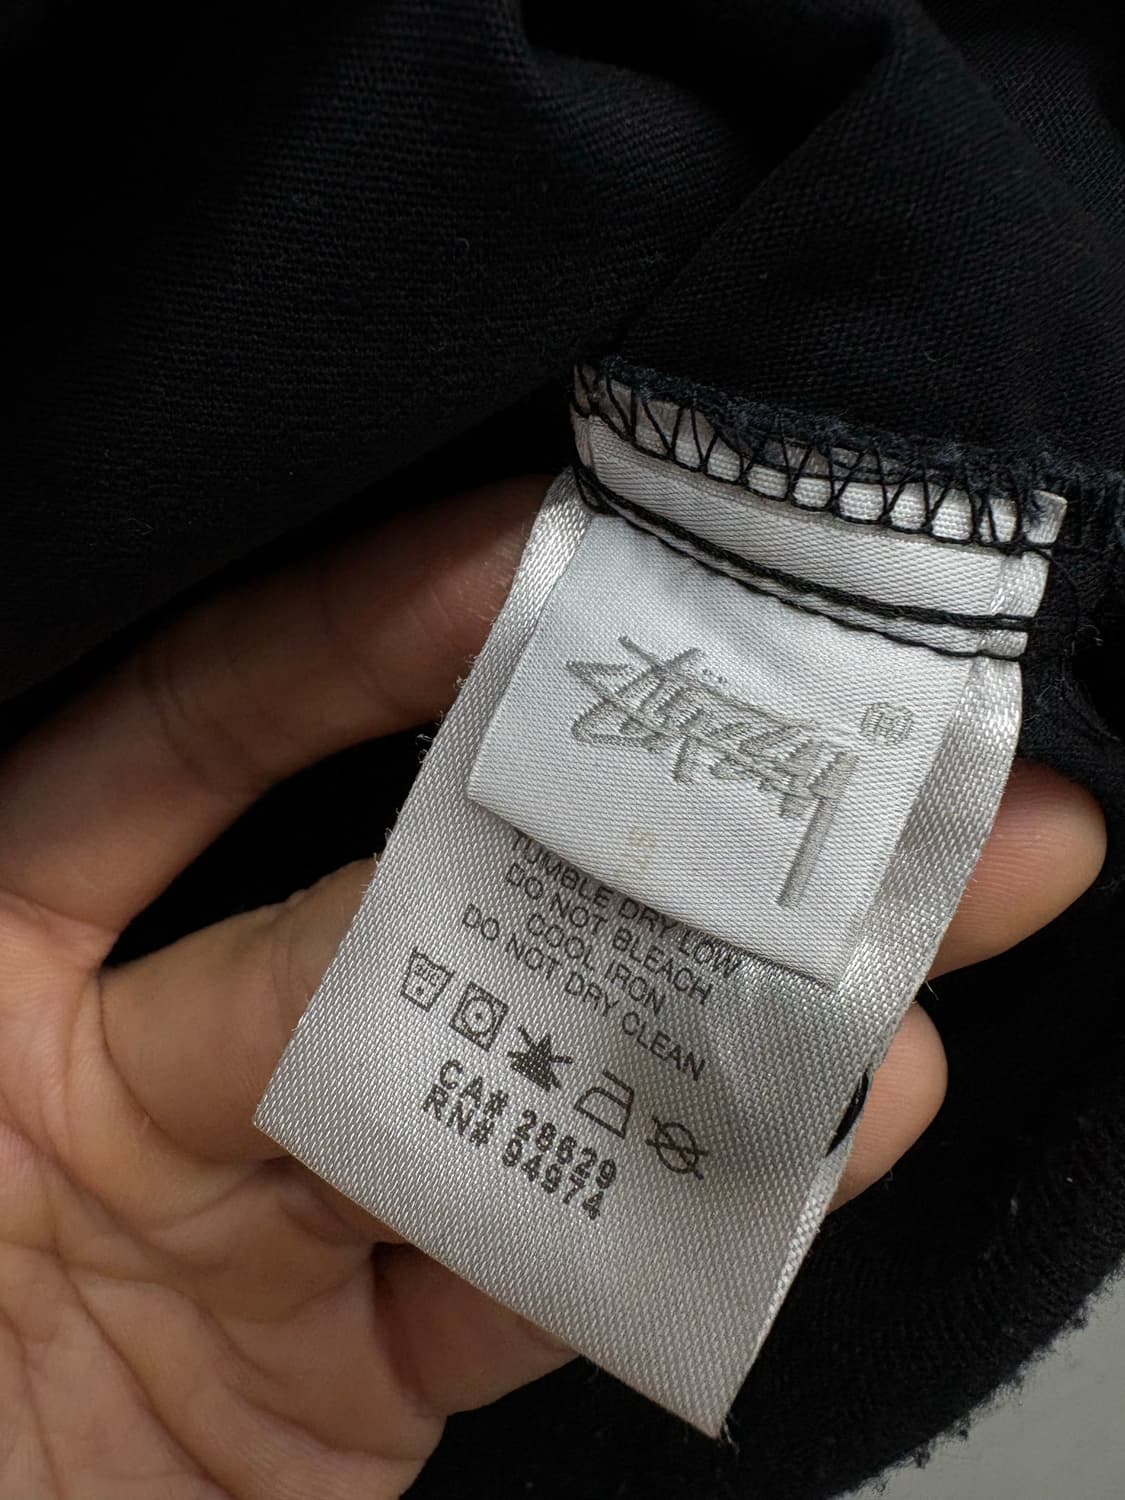 Stüssy
®
TUMBLE DRY LOW
DO NOT BLEACH
COOL IRON
DO NOT DRY CLEAN
CA# 28629
RN# 94974